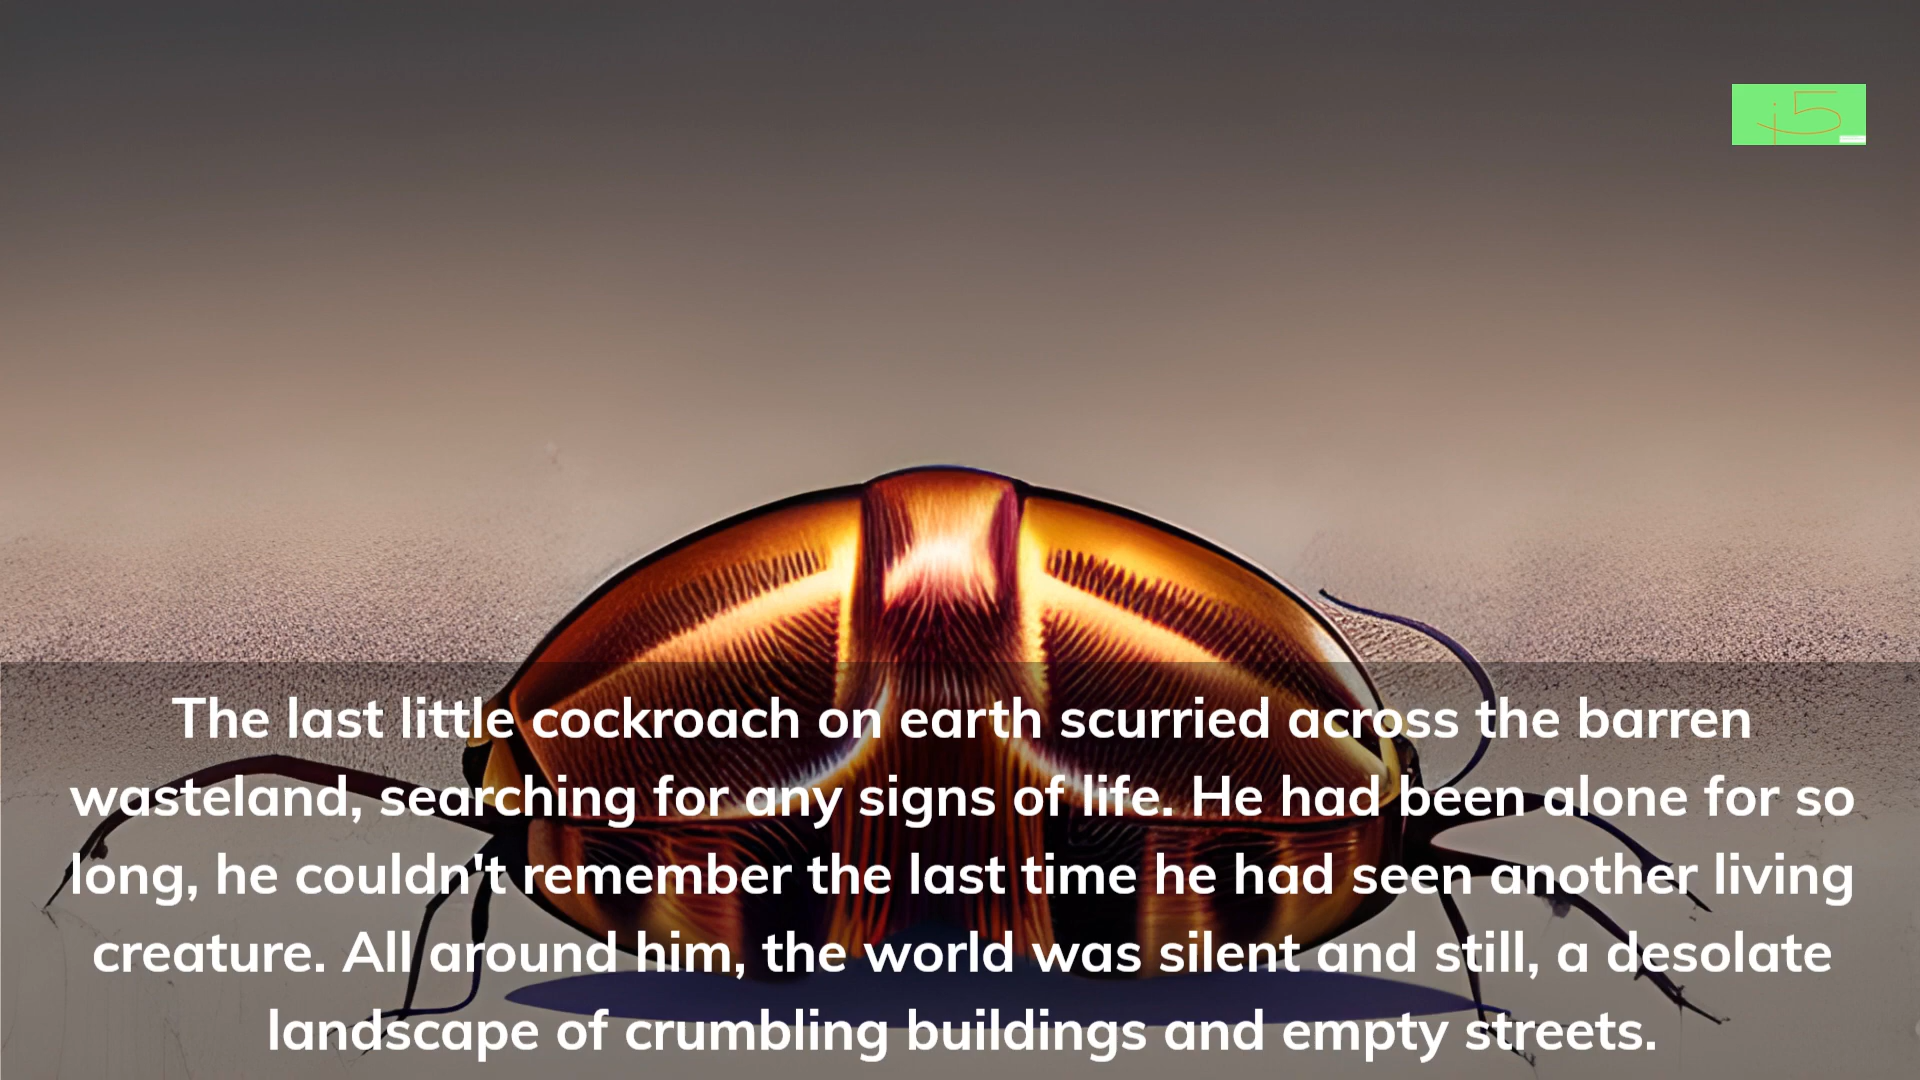 i5
The last little cockroach on earth scurried across the barren
wasteland, searching for any signs of life. He had been alone for so
long, he couldn't remember the last time he had seen another living
creature. All around him, the world was silent and still, a desolate
landscape of crumbling buildings and empty streets.